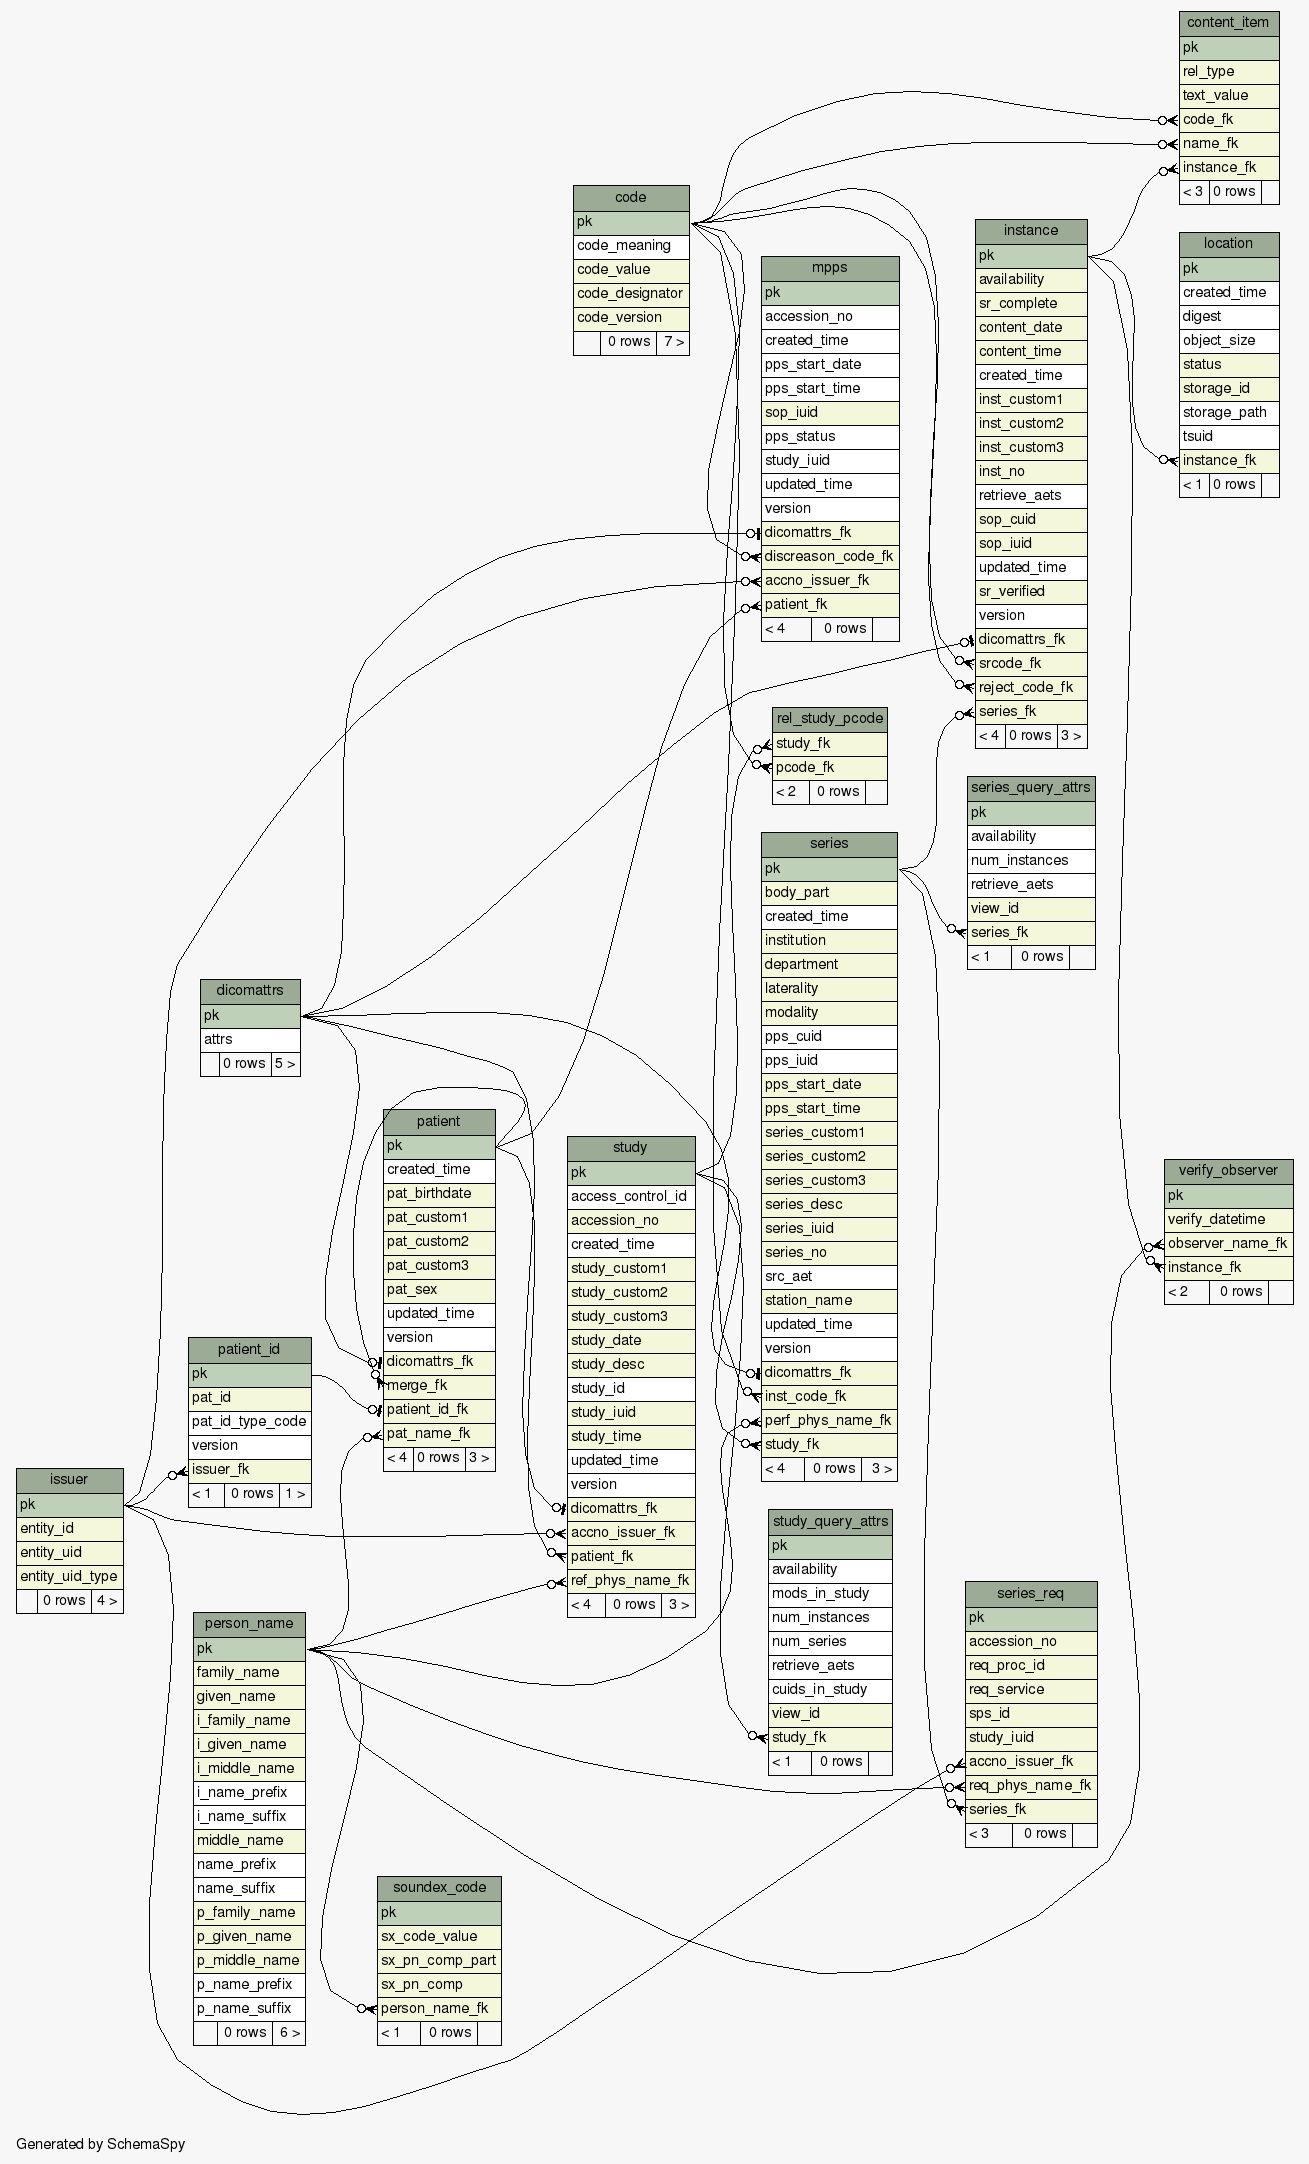 content_item
pk
rel_type
text_value
code_fk
name_fk
instance_fk
< 3 0 rows
code
pk
code_meaning
code_value
code_designator
code_version
0 rows 7 >
instance
pk
availability
sr_complete
content_date
content_time
created_time
inst_custom1
inst_custom2
inst_custom3
inst_no
retrieve_aets
sop_cuid
sop_iuid
updated_time
sr_verified
version
dicomattrs_fk
srcode_fk
reject_code_fk
series_fk
< 4 0 rows 3 >
location
pk
created_time
digest
object_size
status
storage_id
storage_path
tsuid
instance_fk
< 1 0 rows
mpps
pk
accession_no
created_time
pps_start_date
pps_start_time
sop_iuid
pps_status
study_iuid
updated_time
version
dicomattrs_fk
discreason_code_fk
accno_issuer_fk
patient_fk
< 4 0 rows
rel_study_pcode
study_fk
pcode_fk
< 2 0 rows
series_query_attrs
pk
availability
num_instances
retrieve_aets
view_id
series_fk
< 1 0 rows
series
pk
body_part
created_time
institution
department
laterality
modality
pps_cuid
pps_iuid
pps_start_date
pps_start_time
series_custom1
series_custom2
series_custom3
series_desc
series_iuid
series_no
src_aet
station_name
updated_time
version
dicomattrs_fk
inst_code_fk
perf_phys_name_fk
study_fk
< 4 0 rows 3 >
dicomattrs
pk
attrs
0 rows 5 >
patient
pk
created_time
pat_birthdate
pat_custom1
pat_custom2
pat_custom3
pat_sex
updated_time
version
dicomattrs_fk
merge_fk
patient_id_fk
pat_name_fk
< 4 0 rows 3 >
study
pk
access_control_id
accession_no
created_time
study_custom1
study_custom2
study_custom3
study_date
study_desc
study_id
study_iuid
study_time
updated_time
version
dicomattrs_fk
accno_issuer_fk
patient_fk
ref_phys_name_fk
< 4 0 rows 3 >
verify_observer
pk
verify_datetime
observer_name_fk
instance_fk
< 2 0 rows
patient_id
pk
pat_id
pat_id_type_code
version
issuer_fk
< 1 0 rows 1 >
issuer
pk
entity_id
entity_uid
entity_uid_type
0 rows 4 >
study_query_attrs
pk
availability
mods_in_study
num_instances
num_series
retrieve_aets
cuids_in_study
view_id
study_fk
< 1 0 rows
series_req
pk
accession_no
req_proc_id
req_service
sps_id
study_iuid
accno_issuer_fk
req_phys_name_fk
series_fk
< 3 0 rows
person_name
pk
family_name
given_name
i_family_name
i_given_name
i_middle_name
i_name_prefix
i_name_suffix
middle_name
name_prefix
name_suffix
p_family_name
p_given_name
p_middle_name
p_name_prefix
p_name_suffix
0 rows 6 >
soundex_code
pk
sx_code_value
sx_pn_comp_part
sx_pn_comp
person_name_fk
< 1 0 rows
Generated by SchemaSpy